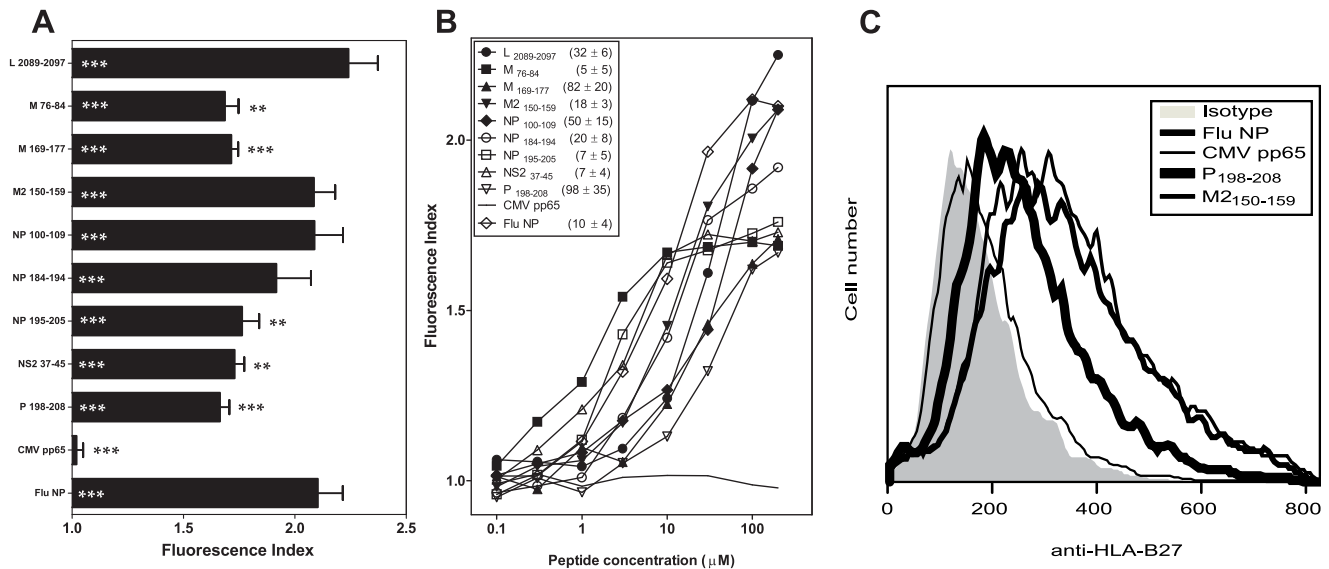 A
L 2089-2097
***
M 76-84
***
**
M 169-177
***
***
M2 150-159
***
NP 100-109
***
NP 184-194
***
NP 195-205
***
**
NS2 37-45
***
**
P 198-208
***
***
CMV pp65
***
Flu NP
***
1.0
1.5
2.0
2.5
Fluorescence Index
B
L 2089-2097 (32 ± 6)
M 76-84 (5 ± 5)
M 169-177 (82 ± 20)
M2 150-159 (18 ± 3)
NP 100-109 (50 ± 15)
NP 184-194 (20 ± 8)
NP 195-205 (7 ± 5)
NS2 37-45 (7 ± 4)
P 198-208 (98 ± 35)
CMV pp65
Flu NP (10 ± 4)
Fluorescence Index
2.0
1.5
1.0
0.1
1
10
100
Peptide concentration (μM)
C
Isotype
Flu NP
CMV pp65
P198-208
M2150-159
Cell number
0
200
400
600
800
anti-HLA-B27